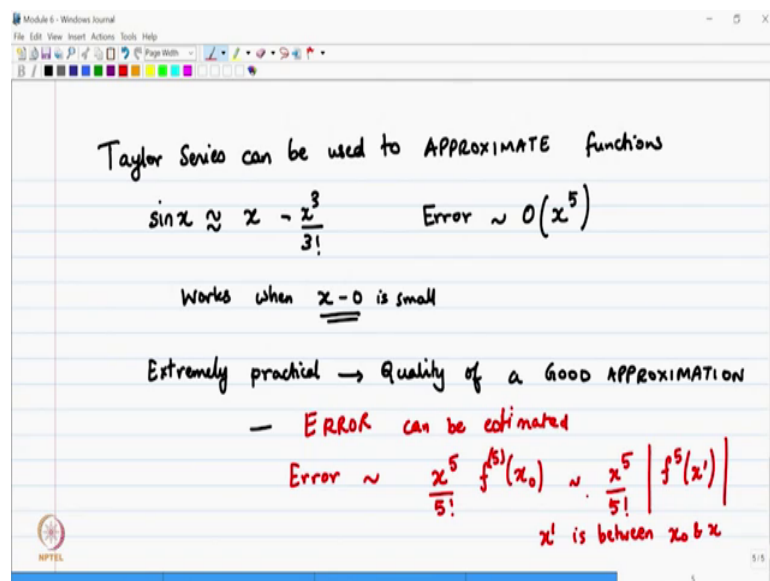 Module 6 - Windows Journal
File Edit View Insert Actions Tools Help
Page Width
B I
Taylor Series can be used to APPROXIMATE functions
sin x ≈ x - x³/3! Error ~ O(x⁵)
Works when x - 0 is small
Extremely practical → Quality of a GOOD APPROXIMATION
— ERROR can be estimated
Error ~ x⁵/5! f⁽⁵⁾(x₀) ~ x⁵/5! |f⁵(x')|
x' is between x₀ & x
NPTEL
5/5